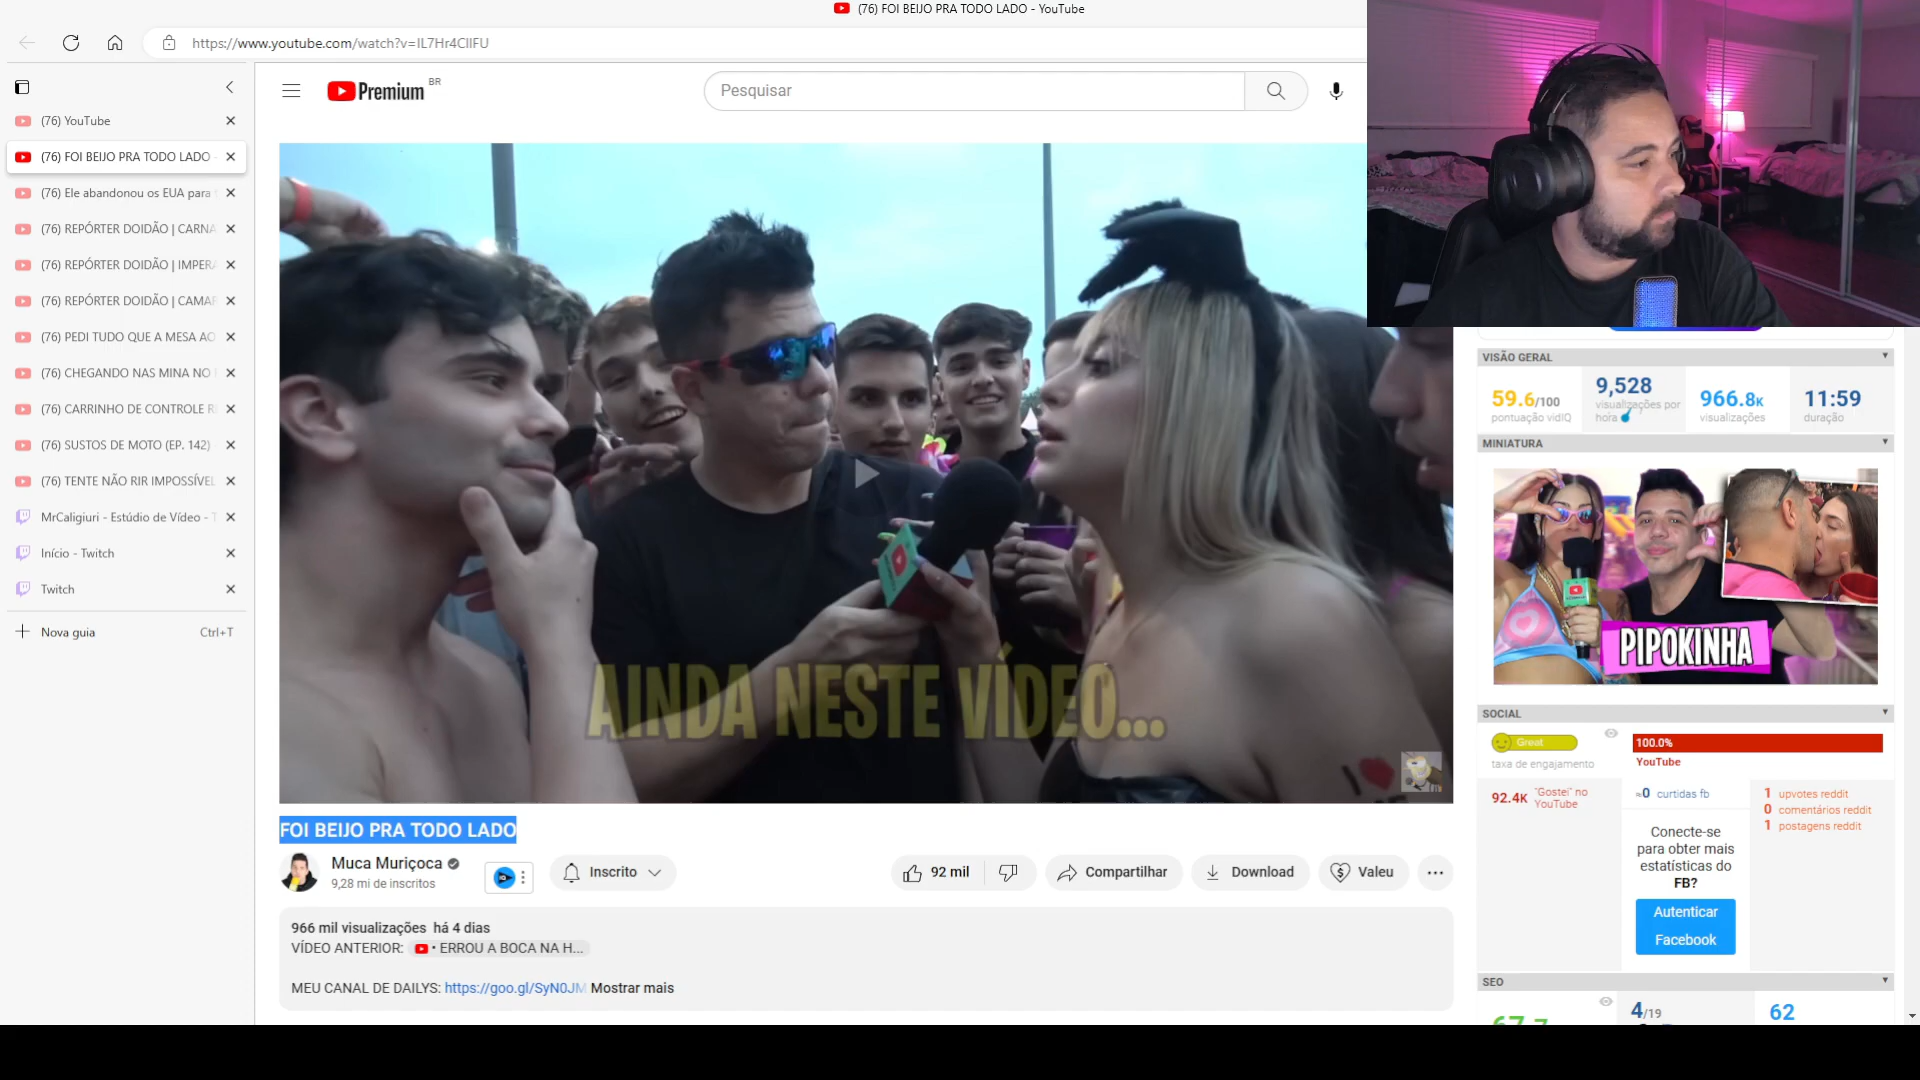 (76) FOI BEIJO PRA TODO LADO - YouTube
https://www.youtube.com/watch?v=IL7Hr4ClIFU
(76) YouTube
(76) FOI BEIJO PRA TODO LADO -
(76) Ele abandonou os EUA para
(76) REPÓRTER DOIDÃO | CARNA
(76) REPÓRTER DOIDÃO | IMPERA
(76) REPÓRTER DOIDÃO | CAMAR
(76) PEDI TUDO QUE A MESA AO
(76) CHEGANDO NAS MINA NO
(76) CARRINHO DE CONTROLE R
(76) SUSTOS DE MOTO (EP. 142)
(76) TENTE NÃO RIR IMPOSSÍVEL
MrCaligiuri - Estúdio de Vídeo - T
Início - Twitch
Twitch
Nova guia Ctrl+T
Premium BR
Pesquisar
AINDA NESTE VÍDEO...
FOI BEIJO PRA TODO LADO
Muca Muriçoca
9,28 mi de inscritos
Inscrito
92 mil
Compartilhar
Download
Valeu
966 mil visualizações há 4 dias
VÍDEO ANTERIOR: • ERROU A BOCA NA H...
MEU CANAL DE DAILYS: https://goo.gl/SyN0JM Mostrar mais
VISÃO GERAL
59.6/100
pontuação vidIQ
9,528
visualizações por
hora
966.8K
visualizações
11:59
duração
MINIATURA
PIPOKINHA
SOCIAL
Great
taxa de engajamento
100.0%
YouTube
92.4K "Gostei" no
YouTube
≈0 curtidas fb
Conecte-se
para obter mais
estatísticas do
FB?
Autenticar
Facebook
1 upvotes reddit
0 comentários reddit
1 postagens reddit
SEO
4/19
62